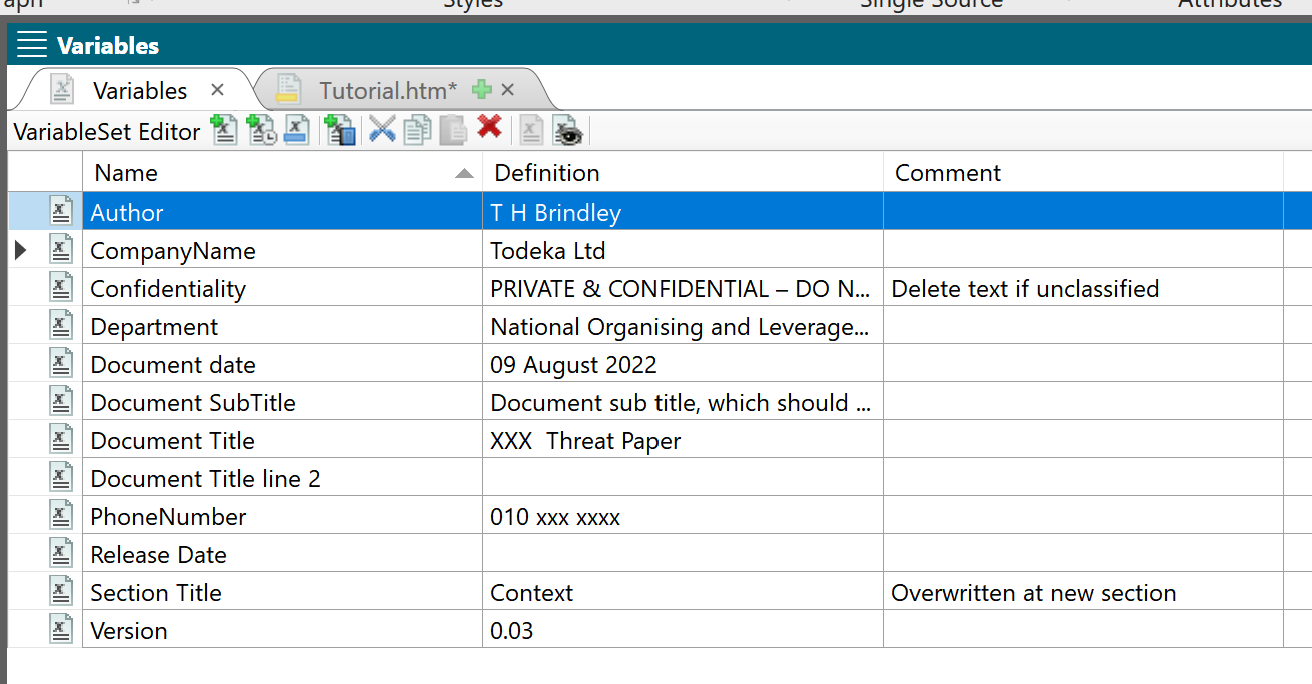 aph Styles Single Source Attributes
Variables
Variables Tutorial.htm*
VariableSet Editor
Name Definition Comment
Author T H Brindley
CompanyName Todeka Ltd
Confidentiality PRIVATE & CONFIDENTIAL – DO N... Delete text if unclassified
Department National Organising and Leverage...
Document date 09 August 2022
Document SubTitle Document sub title, which should ...
Document Title XXX  Threat Paper
Document Title line 2
PhoneNumber 010 xxx xxxx
Release Date
Section Title Context Overwritten at new section
Version 0.03